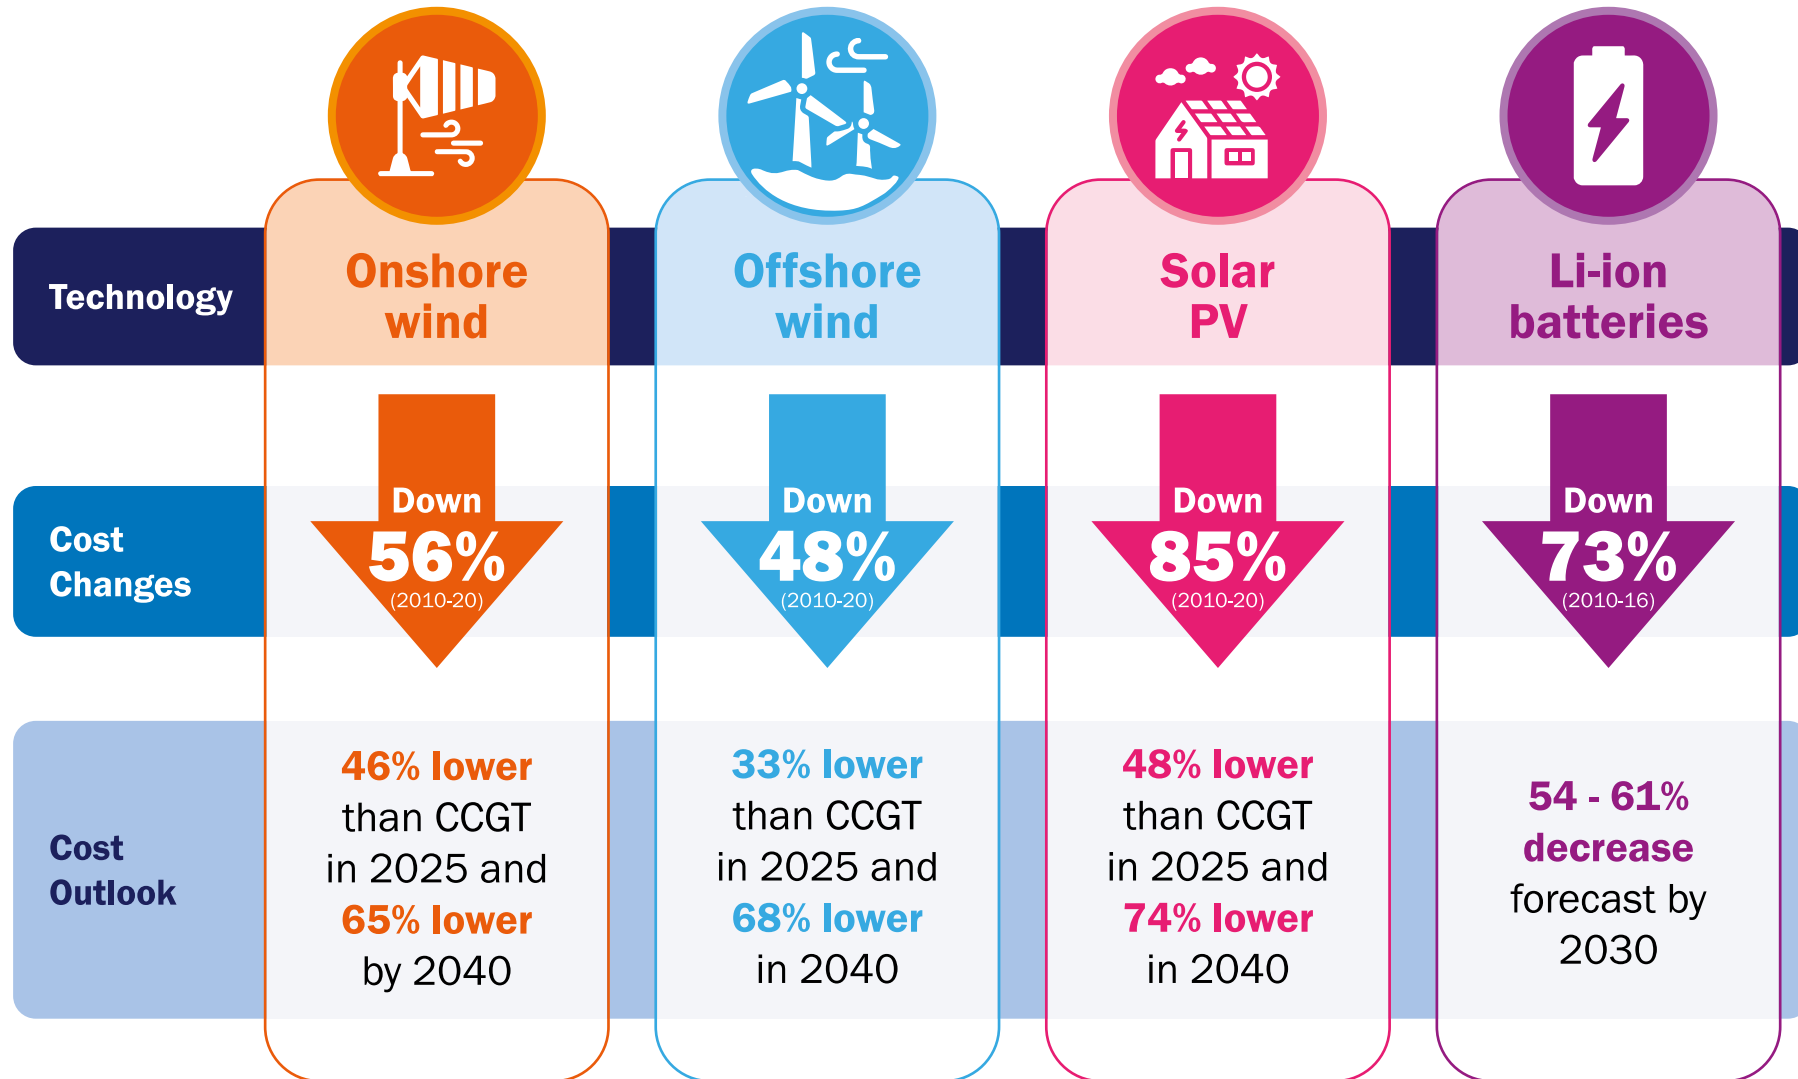 Technology
Onshore
wind
Offshore
wind
Solar
PV
Li-ion
batteries
Cost
Changes
Down
56%
(2010-20)
Down
48%
(2010-20)
Down
85%
(2010-20)
Down
73%
(2010-16)
Cost
Outlook
46% lower
than CCGT
in 2025 and
65% lower
by 2040
33% lower
than CCGT
in 2025 and
68% lower
in 2040
48% lower
than CCGT
in 2025 and
74% lower
in 2040
54 - 61%
decrease
forecast by
2030